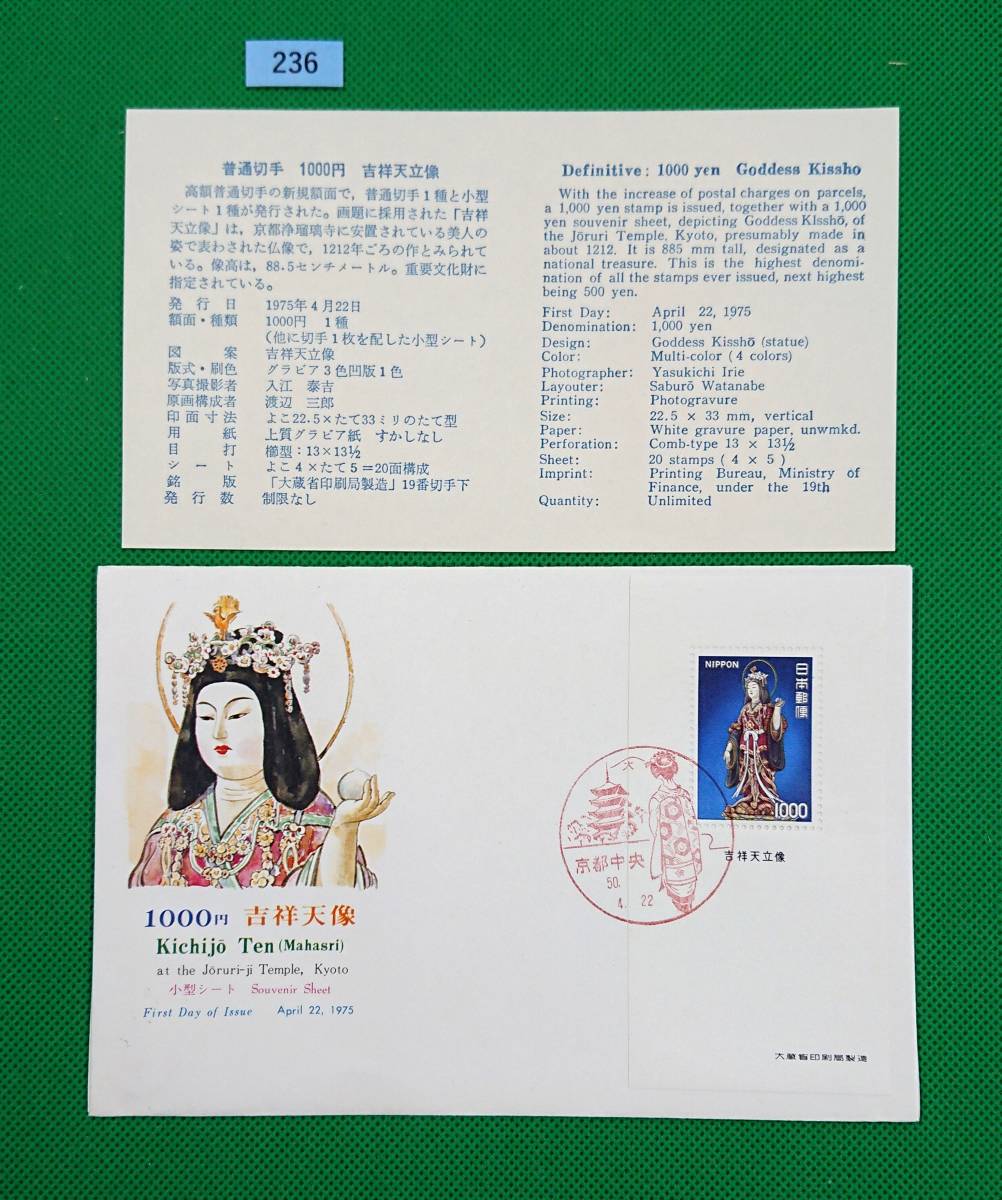 236
普通切手 1000円 吉祥天立像
高額普通切手の新規額面で，普通切手1種と小型
シート1種が発行された。画題に採用された「吉祥
天立像」は，京都浄瑠璃寺に安置されている美人の
姿で表わされた仏像で，1212年ごろの作とみられて
いる。像高は，88.5センチメートル。重要文化財に
指定されている。
発行日 1975年4月22日
額面・種類 1000円 1種
（他に切手1枚を配した小型シート）
図案 吉祥天立像
版式・刷色 グラビア3色凹版1色
写真撮影者 入江 泰吉
原画構成者 渡辺 三郎
印面寸法 よこ22.5×たて33ミリのたて型
用紙 上質グラビア紙 すかしなし
目打 櫛型：13×13½
シート よこ4×たて5＝20面構成
銘版 「大蔵省印刷局製造」19番切手下
発行数 制限なし
Definitive: 1000 yen Goddess Kissho
With the increase of postal charges on parcels,
a 1,000 yen stamp is issued, together with a 1,000
yen souvenir sheet, depicting Goddess KIsshō, of
the Jōruri Temple, Kyoto, presumably made in
about 1212. It is 885 mm tall, designated as a
national treasure. This is the highest denomi-
nation of all the stamps ever issued, next highest
being 500 yen.
First Day: April 22, 1975
Denomination: 1,000 yen
Design: Goddess Kisshō (statue)
Color: Multi-color (4 colors)
Photographer: Yasukichi Irie
Layouter: Saburō Watanabe
Printing: Photogravure
Size: 22.5 × 33 mm, vertical
Paper: White gravure paper, unwmkd.
Perforation: Comb-type 13 × 13½
Sheet: 20 stamps (4 × 5)
Imprint: Printing Bureau, Ministry of
Finance, under the 19th
Quantity: Unlimited
1000円 吉祥天像
Kichijō Ten (Mahasri)
at the Jōruri-ji Temple, Kyoto
小型シート Souvenir Sheet
First Day of Issue April 22, 1975
京都中央
50.
4. 22
NIPPON
日本郵便
1000
吉祥天立像
大蔵省印刷局製造